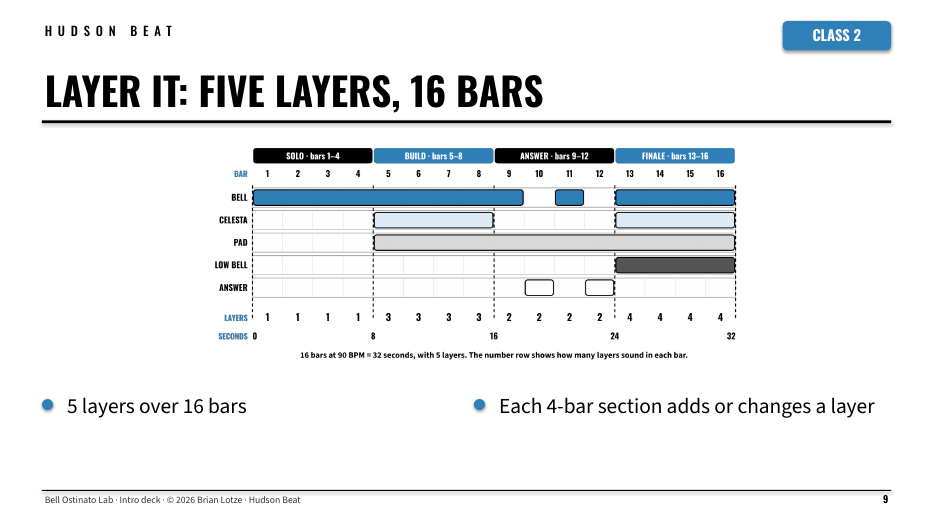 HUDSON BEAT
CLASS 2
LAYER IT: FIVE LAYERS, 16 BARS
SOLO · bars 1–4 BUILD · bars 5–8 ANSWER · bars 9–12 FINALE · bars 13–16
BAR 1 2 3 4 5 6 7 8 9 10 11 12 13 14 15 16
BELL
CELESTA
PAD
LOW BELL
ANSWER
LAYERS 1 1 1 1 3 3 3 3 2 2 2 2 4 4 4 4
SECONDS 0 8 16 24 32
16 bars at 90 BPM = 32 seconds, with 5 layers. The number row shows how many layers sound in each bar.
5 layers over 16 bars
Each 4-bar section adds or changes a layer
Bell Ostinato Lab · Intro deck · © 2026 Brian Lotze · Hudson Beat
9